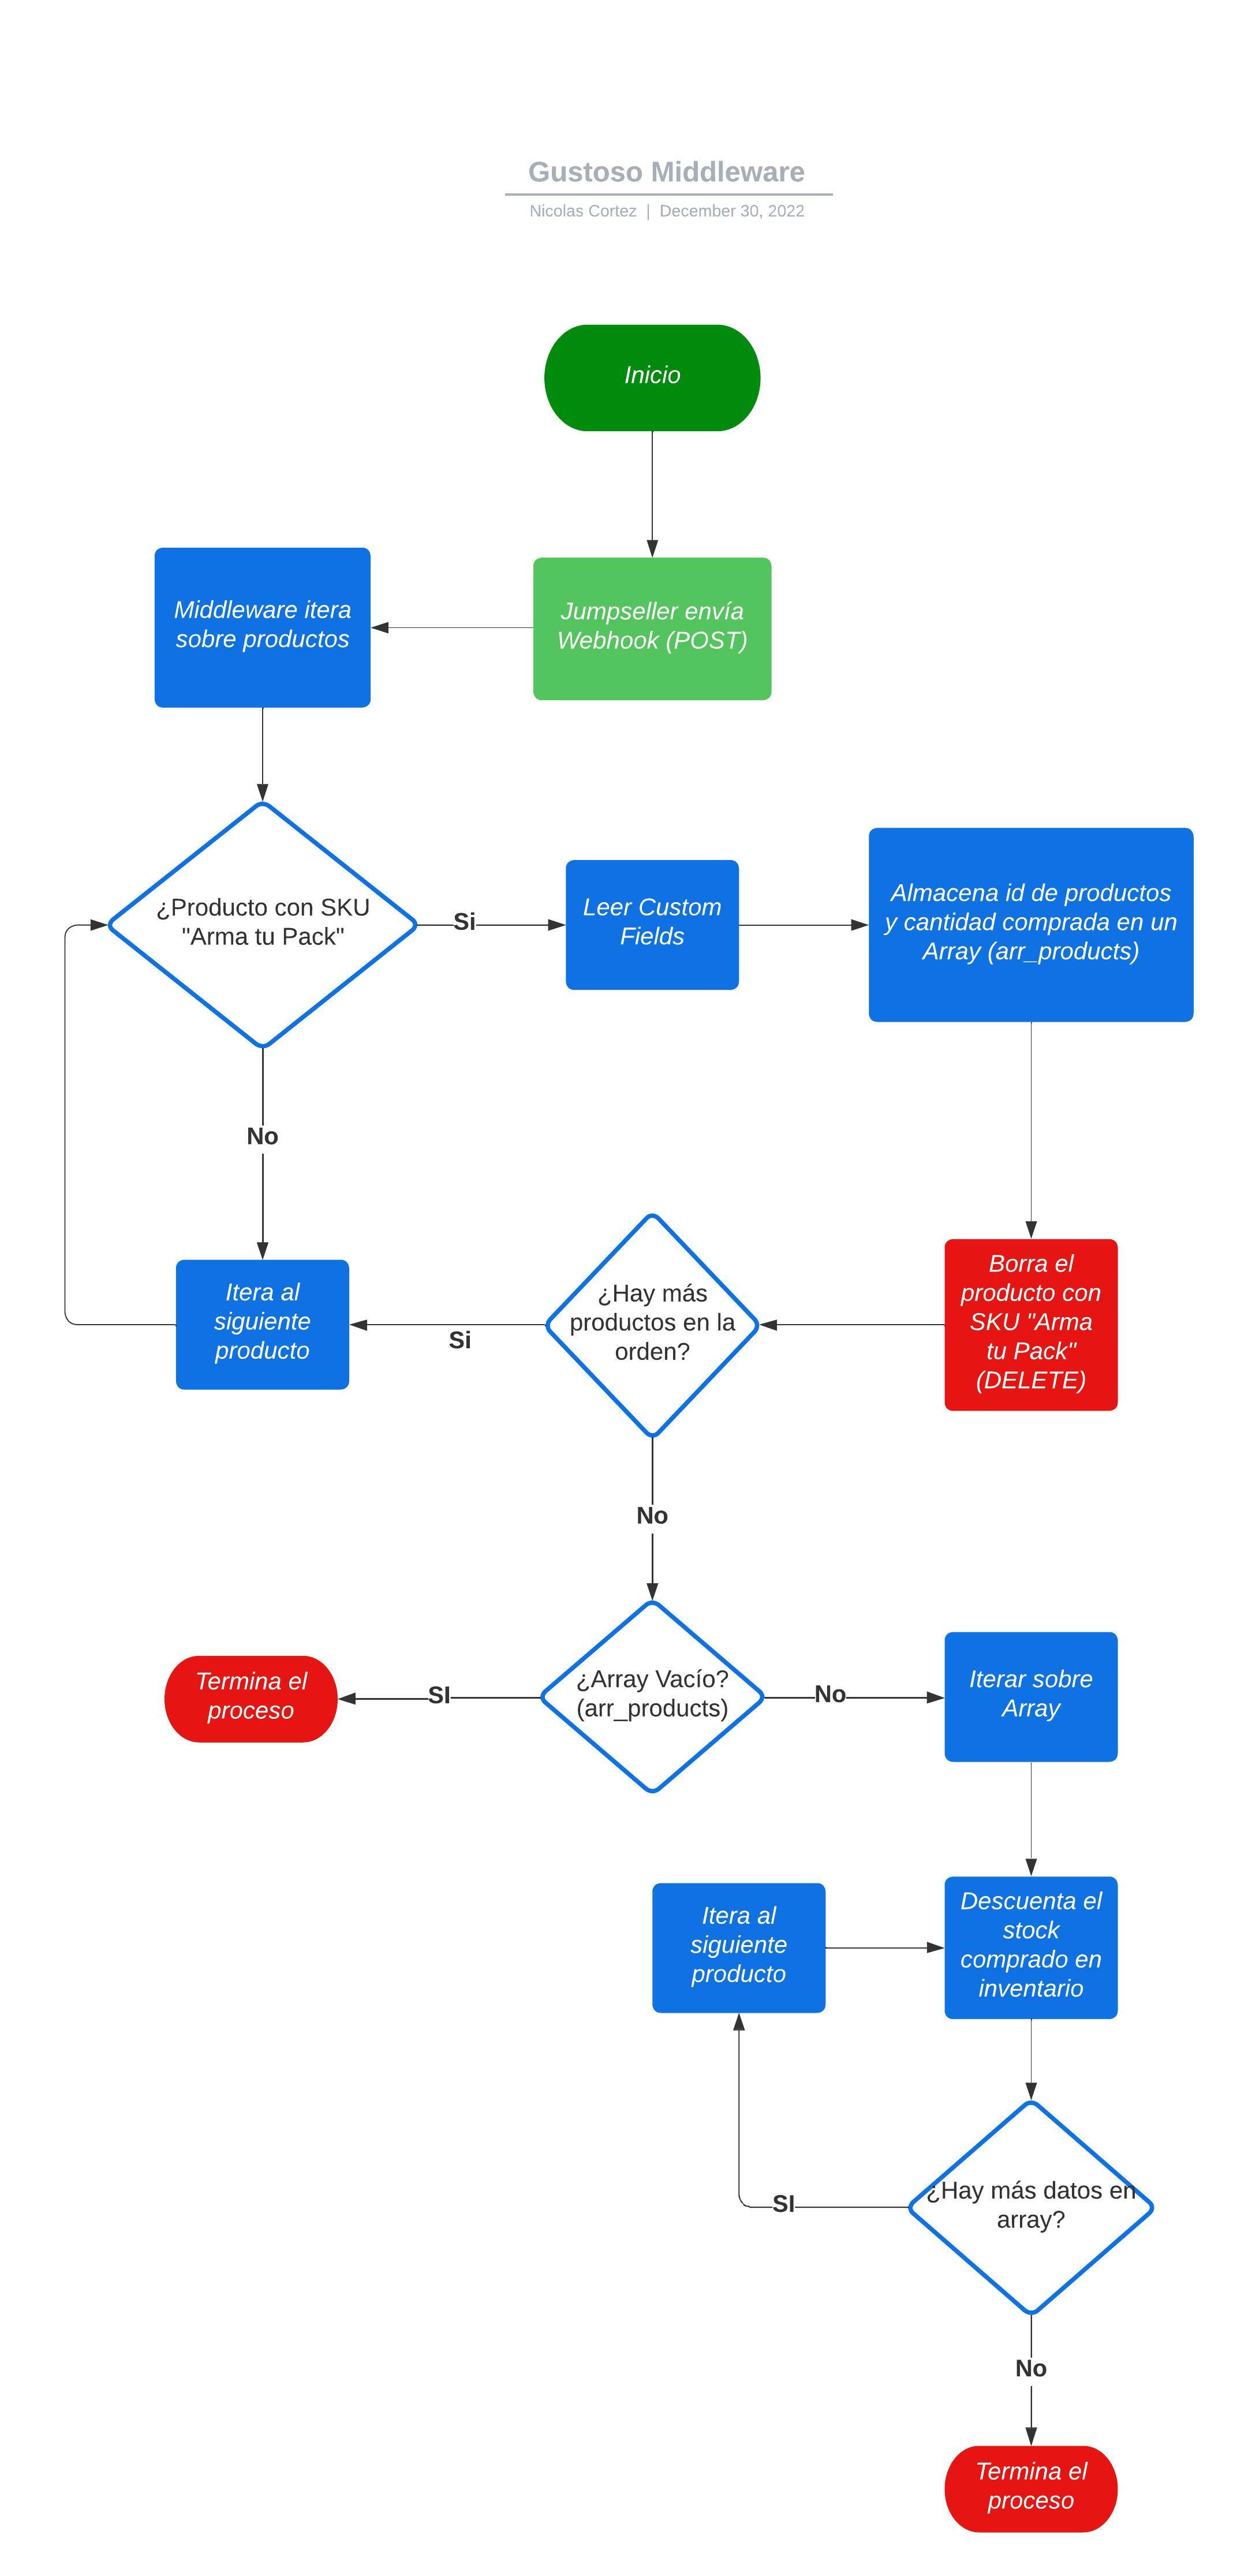 Gustoso Middleware
Nicolas Cortez | December 30, 2022
Inicio
Jumpseller envía
Webhook (POST)
Middleware itera
sobre productos
¿Producto con SKU
"Arma tu Pack"
Si
Leer Custom
Fields
Almacena id de productos
y cantidad comprada en un
Array (arr_products)
No
Itera al
siguiente
producto
Si
¿Hay más
productos en la
orden?
Borra el
producto con
SKU "Arma
tu Pack"
(DELETE)
No
Termina el
proceso
SI
¿Array Vacío?
(arr_products)
No
Iterar sobre
Array
Itera al
siguiente
producto
Descuenta el
stock
comprado en
inventario
SI
¿Hay más datos en
array?
No
Termina el
proceso